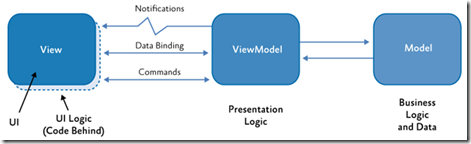 Notifications
View
Data Binding
ViewModel
Model
Commands
UI
UI Logic
(Code Behind)
Presentation
Logic
Business
Logic
and Data